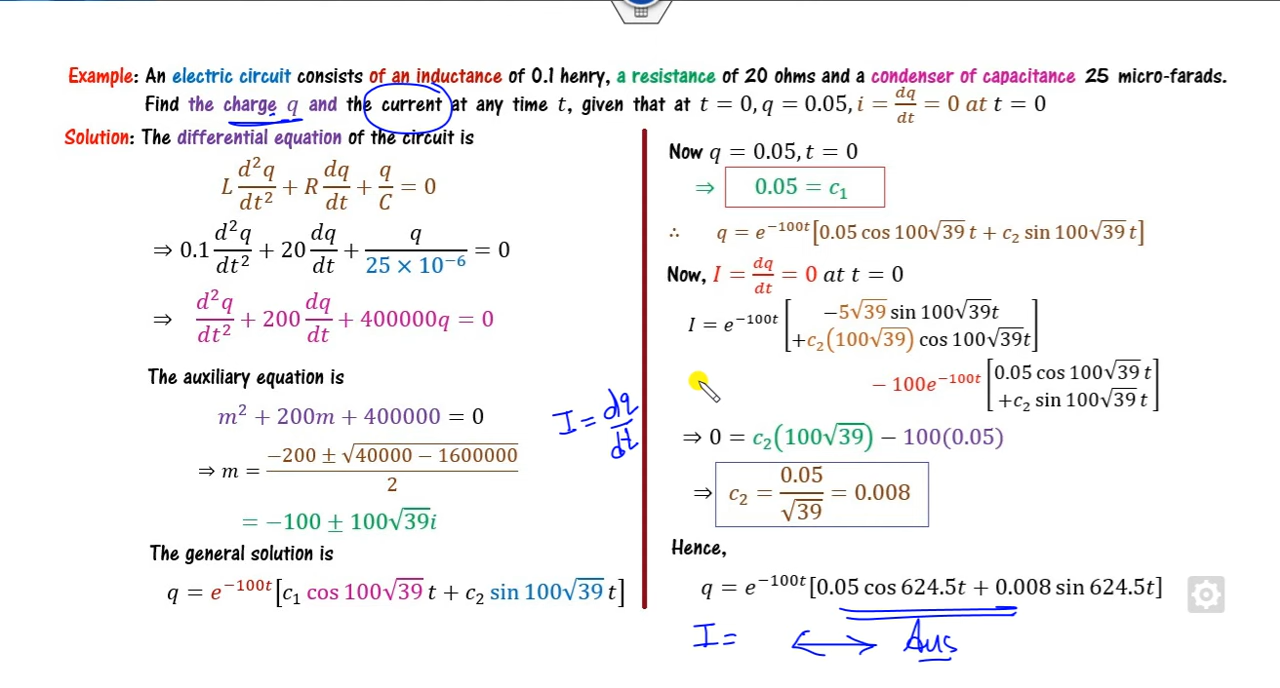 Example: An electric circuit consists of an inductance of 0.1 henry, a resistance of 20 ohms and a condenser of capacitance 25 micro-farads.
Find the charge q and the current at any time t, given that at t = 0, q = 0.05, i = dq/dt = 0 at t = 0
Solution: The differential equation of the circuit is
L d²q/dt² + R dq/dt + q/C = 0
⇒ 0.1 d²q/dt² + 20 dq/dt + q/(25 × 10⁻⁶) = 0
⇒ d²q/dt² + 200 dq/dt + 400000q = 0
The auxiliary equation is
m² + 200m + 400000 = 0
⇒ m = (−200 ± √(40000 − 1600000))/2
= −100 ± 100√39i
The general solution is
q = e^(−100t)[c₁ cos 100√39 t + c₂ sin 100√39 t]
I = dq/dt
Now q = 0.05, t = 0
⇒ 0.05 = c₁
∴ q = e^(−100t)[0.05 cos 100√39 t + c₂ sin 100√39 t]
Now, I = dq/dt = 0 at t = 0
I = e^(−100t) [−5√39 sin 100√39t
+c₂(100√39) cos 100√39t]
− 100e^(−100t) [0.05 cos 100√39 t
+c₂ sin 100√39 t]
⇒ 0 = c₂(100√39) − 100(0.05)
⇒ c₂ = 0.05/√39 = 0.008
Hence,
q = e^(−100t)[0.05 cos 624.5t + 0.008 sin 624.5t]
I = ⟷ Ans